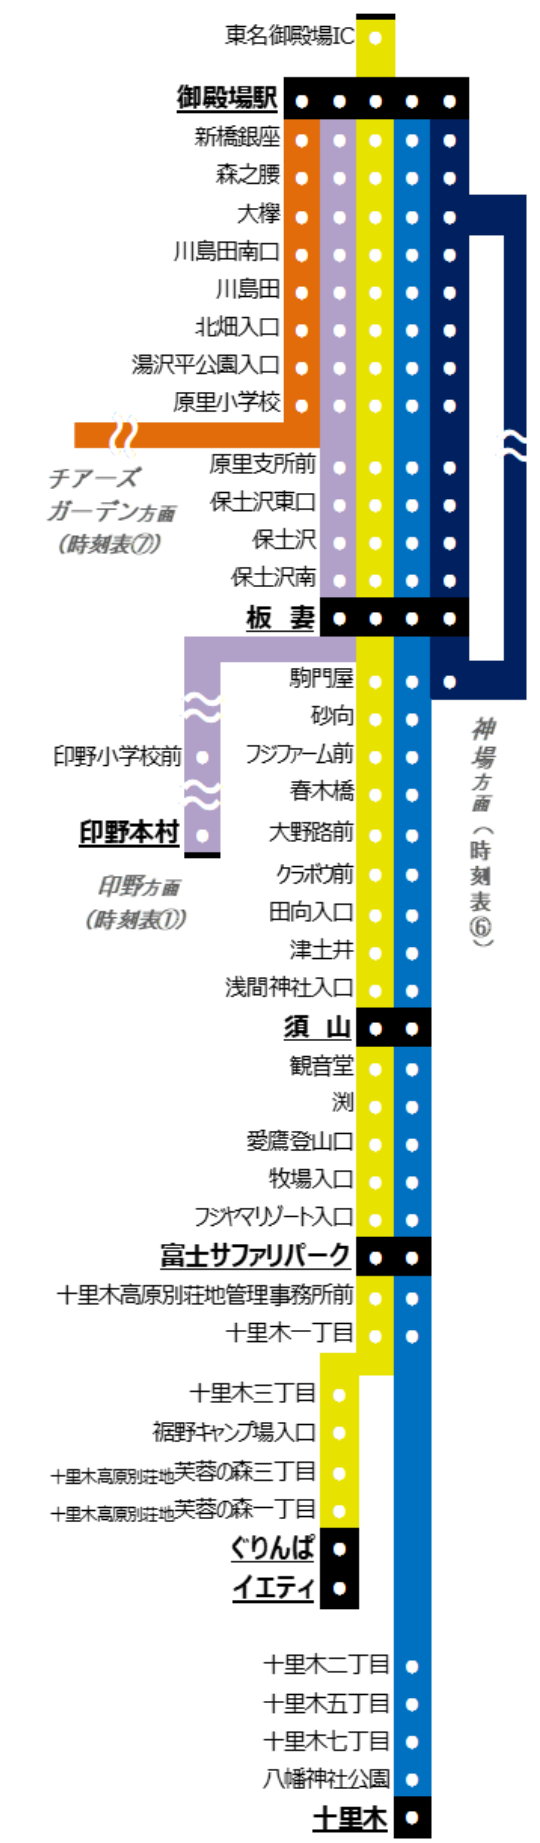 東名御殿場IC
御殿場駅
新橋銀座
森之腰
大欅
川島田南口
川島田
北畑入口
湯沢平公園入口
原里小学校
チアーズ
ガーデン方面
(時刻表⑦)
原里支所前
保土沢東口
保土沢
保土沢南
板妻
駒門屋
砂向
印野小学校前
フジファーム前
春木橋
印野本村
大野路前
印野方面
(時刻表①)
神場方面(時刻表⑥)
クラボウ前
田向入口
津土井
浅間神社入口
須山
観音堂
渕
愛鷹登山口
牧場入口
フジヤマリゾート入口
富士サファリパーク
十里木高原別荘地管理事務所前
十里木一丁目
十里木三丁目
裾野キャンプ場入口
十里木高原別荘地芙蓉の森三丁目
十里木高原別荘地芙蓉の森一丁目
ぐりんぱ
イエティ
十里木二丁目
十里木五丁目
十里木七丁目
八幡神社公園
十里木